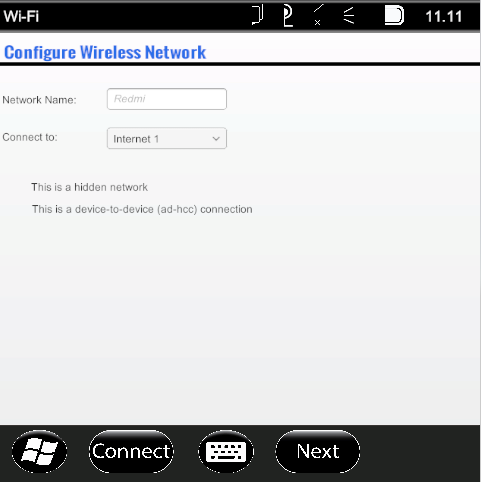 Wi-Fi 11.11
Configure Wireless Network
Network Name: Redmi
Connect to: Internet 1
This is a hidden network
This is a device-to-device (ad-hcc) connection
Connect Next